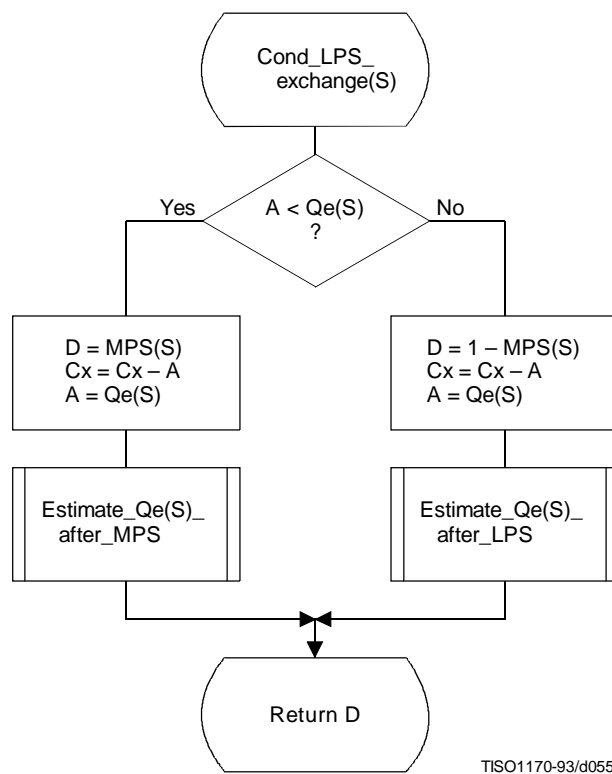 Cond_LPS_
exchange(S)
A < Qe(S)
?
Yes
No
D = MPS(S)
Cx = Cx – A
A = Qe(S)
D = 1 – MPS(S)
Cx = Cx – A
A = Qe(S)
Estimate_Qe(S)_
after_MPS
Estimate_Qe(S)_
after_LPS
Return D
TISO1170-93/d055